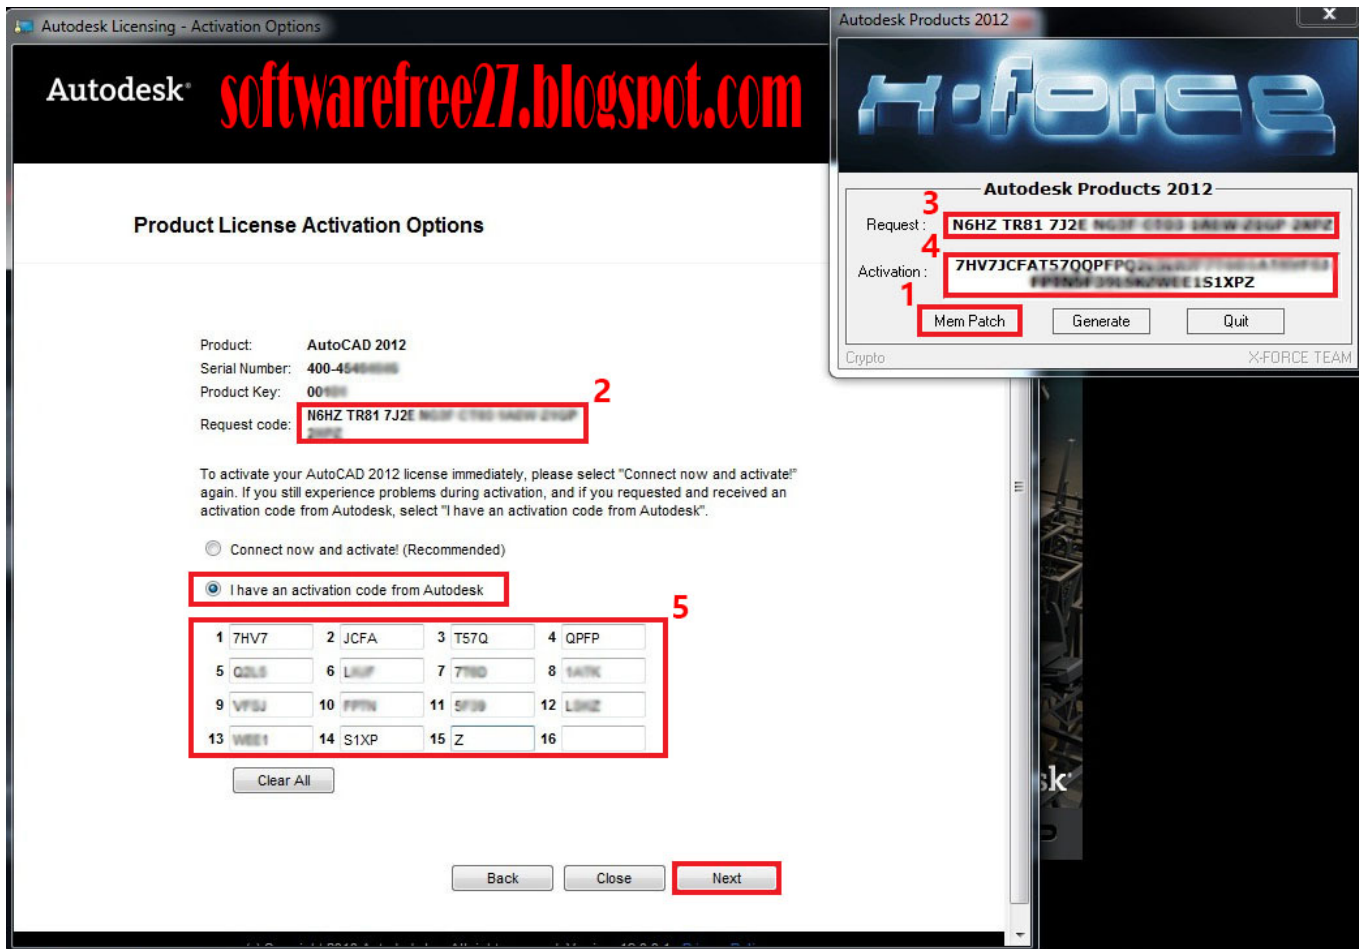 Autodesk Licensing - Activation Options
Autodesk
softwarefree27.blogspot.com
Product License Activation Options
Product: AutoCAD 2012
Serial Number: 400-45
Product Key: 00
2
Request code: N6HZ TR81 7J2E
To activate your AutoCAD 2012 license immediately, please select "Connect now and activate!"
again. If you still experience problems during activation, and if you requested and received an
activation code from Autodesk, select "I have an activation code from Autodesk".
Connect now and activate! (Recommended)
I have an activation code from Autodesk
5
1 7HV7 2 JCFA 3 T57Q 4 QPFP
5 6 7 8
9 10 11 12
13 14 S1XP 15 Z 16
Clear All
Back Close Next
Autodesk Products 2012
X
x-force
Autodesk Products 2012
3
Request : N6HZ TR81 7J2E
4
Activation : 7HV7JCFAT57QQPFPQ
1S1XPZ
1
Mem Patch Generate Quit
Crypto X-FORCE TEAM
sk